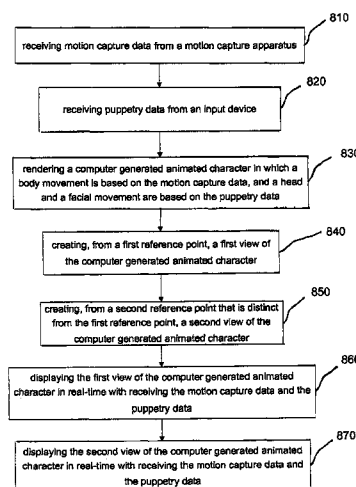 810
receiving motion capture data from a motion capture apparatus
820
receiving puppetry data from an input device
830
rendering a computer generated animated character in which
a body movement is based on the motion capture data, and a head
and a facial movement are based on the puppetry data
840
creating, from a first reference point, a first view of
the computer generated animated character
850
creating, from a second reference point that is distinct
from the first reference point, a second view of the
computer generated animated character
860
displaying the first view of the computer generated animated
character in real-time with receiving the motion capture data and the
puppetry data
870
displaying the second view of the computer generated animated
character in real-time with receiving the motion capture data and
the puppetry data